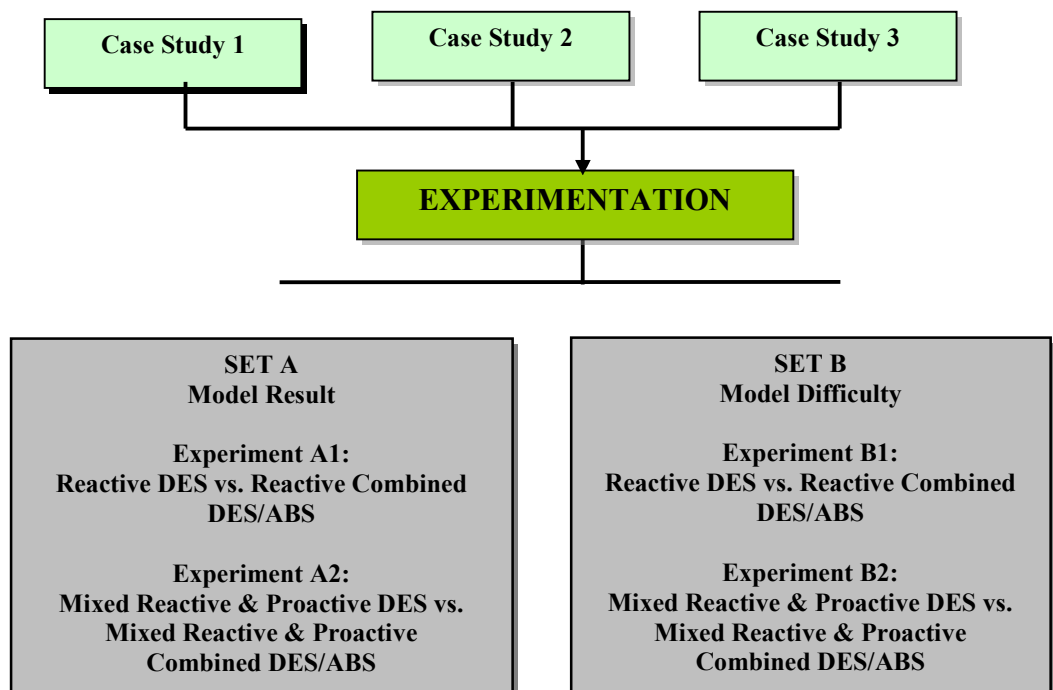 Case Study 1
Case Study 2
Case Study 3
EXPERIMENTATION
SET A
Model Result
Experiment A1:
Reactive DES vs. Reactive Combined
DES/ABS
Experiment A2:
Mixed Reactive & Proactive DES vs.
Mixed Reactive & Proactive
Combined DES/ABS
SET B
Model Difficulty
Experiment B1:
Reactive DES vs. Reactive Combined
DES/ABS
Experiment B2:
Mixed Reactive & Proactive DES vs.
Mixed Reactive & Proactive
Combined DES/ABS